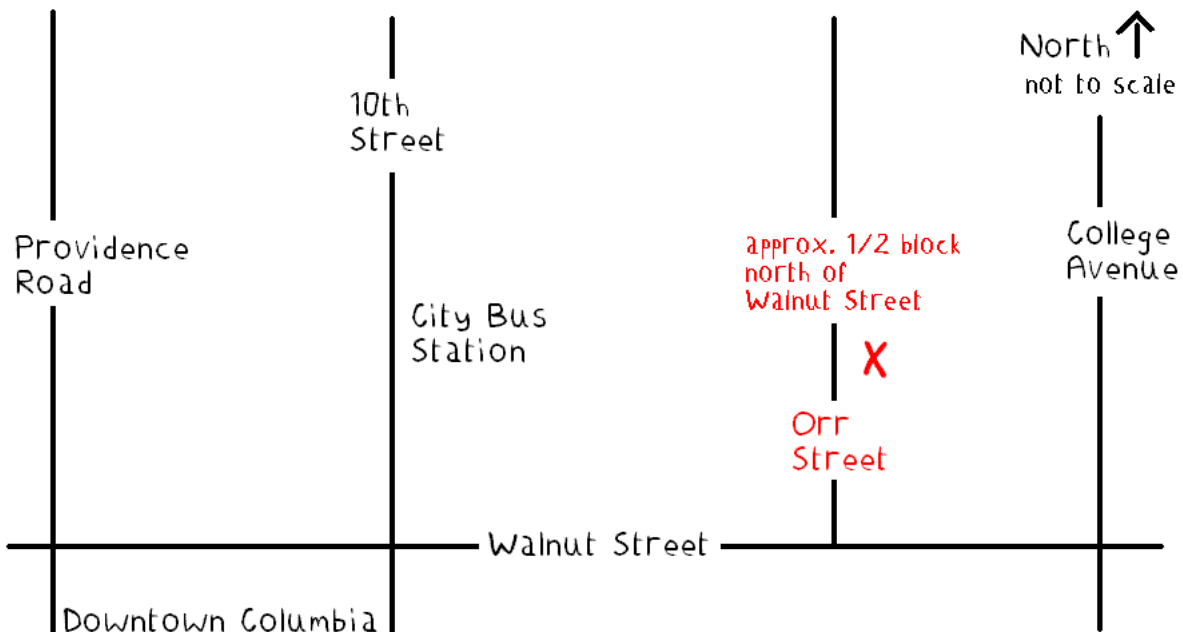 North
not to scale
10th
Street
Providence
Road
approx. 1/2 block
north of
Walnut Street
College
Avenue
City Bus
Station
X
Orr
Street
Walnut Street
Downtown Columbia